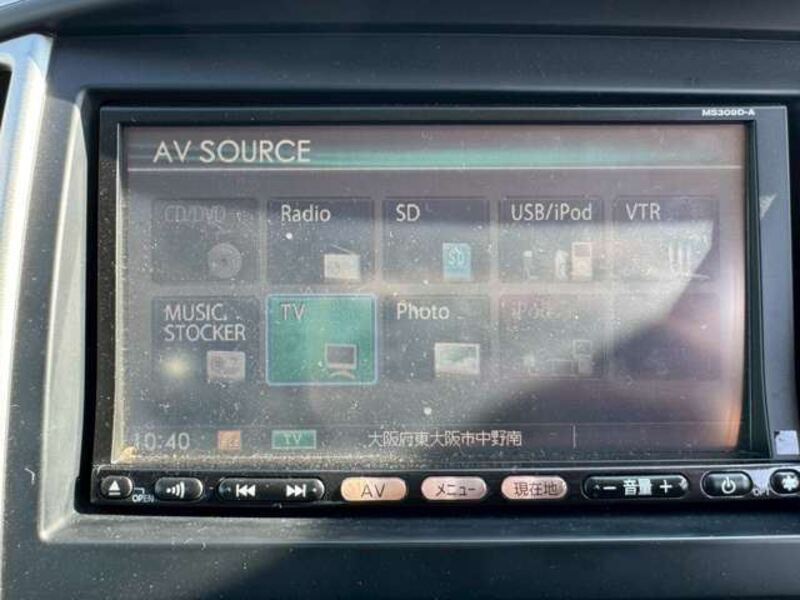 MS309D-A
AV SOURCE
CD/DVD
Radio
SD
USB/iPod
VTR
MUSIC
STOCKER
TV
Photo
10:40
TV
大阪府東大阪市中野南
OPEN
AV
メニュー
現在地
− 音量 +